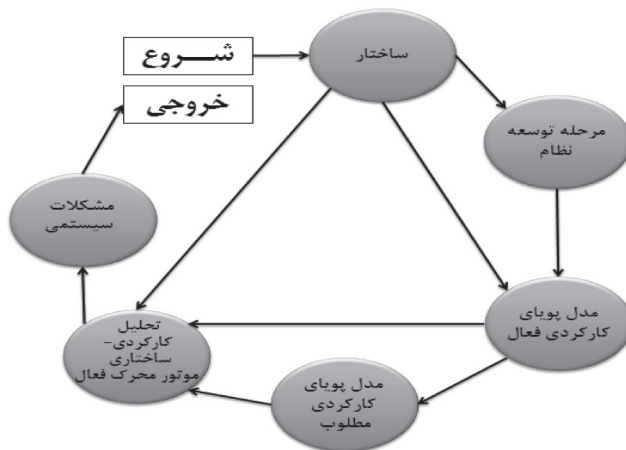 شـــروع
خروجی
ساختار
مرحله توسعه
نظام
مدل پویای
کارکردی فعال
مدل پویای
کارکردی
مطلوب
تحلیل
کارکردی-
ساختاری
موتور محرک فعال
مشکلات
سیستمی